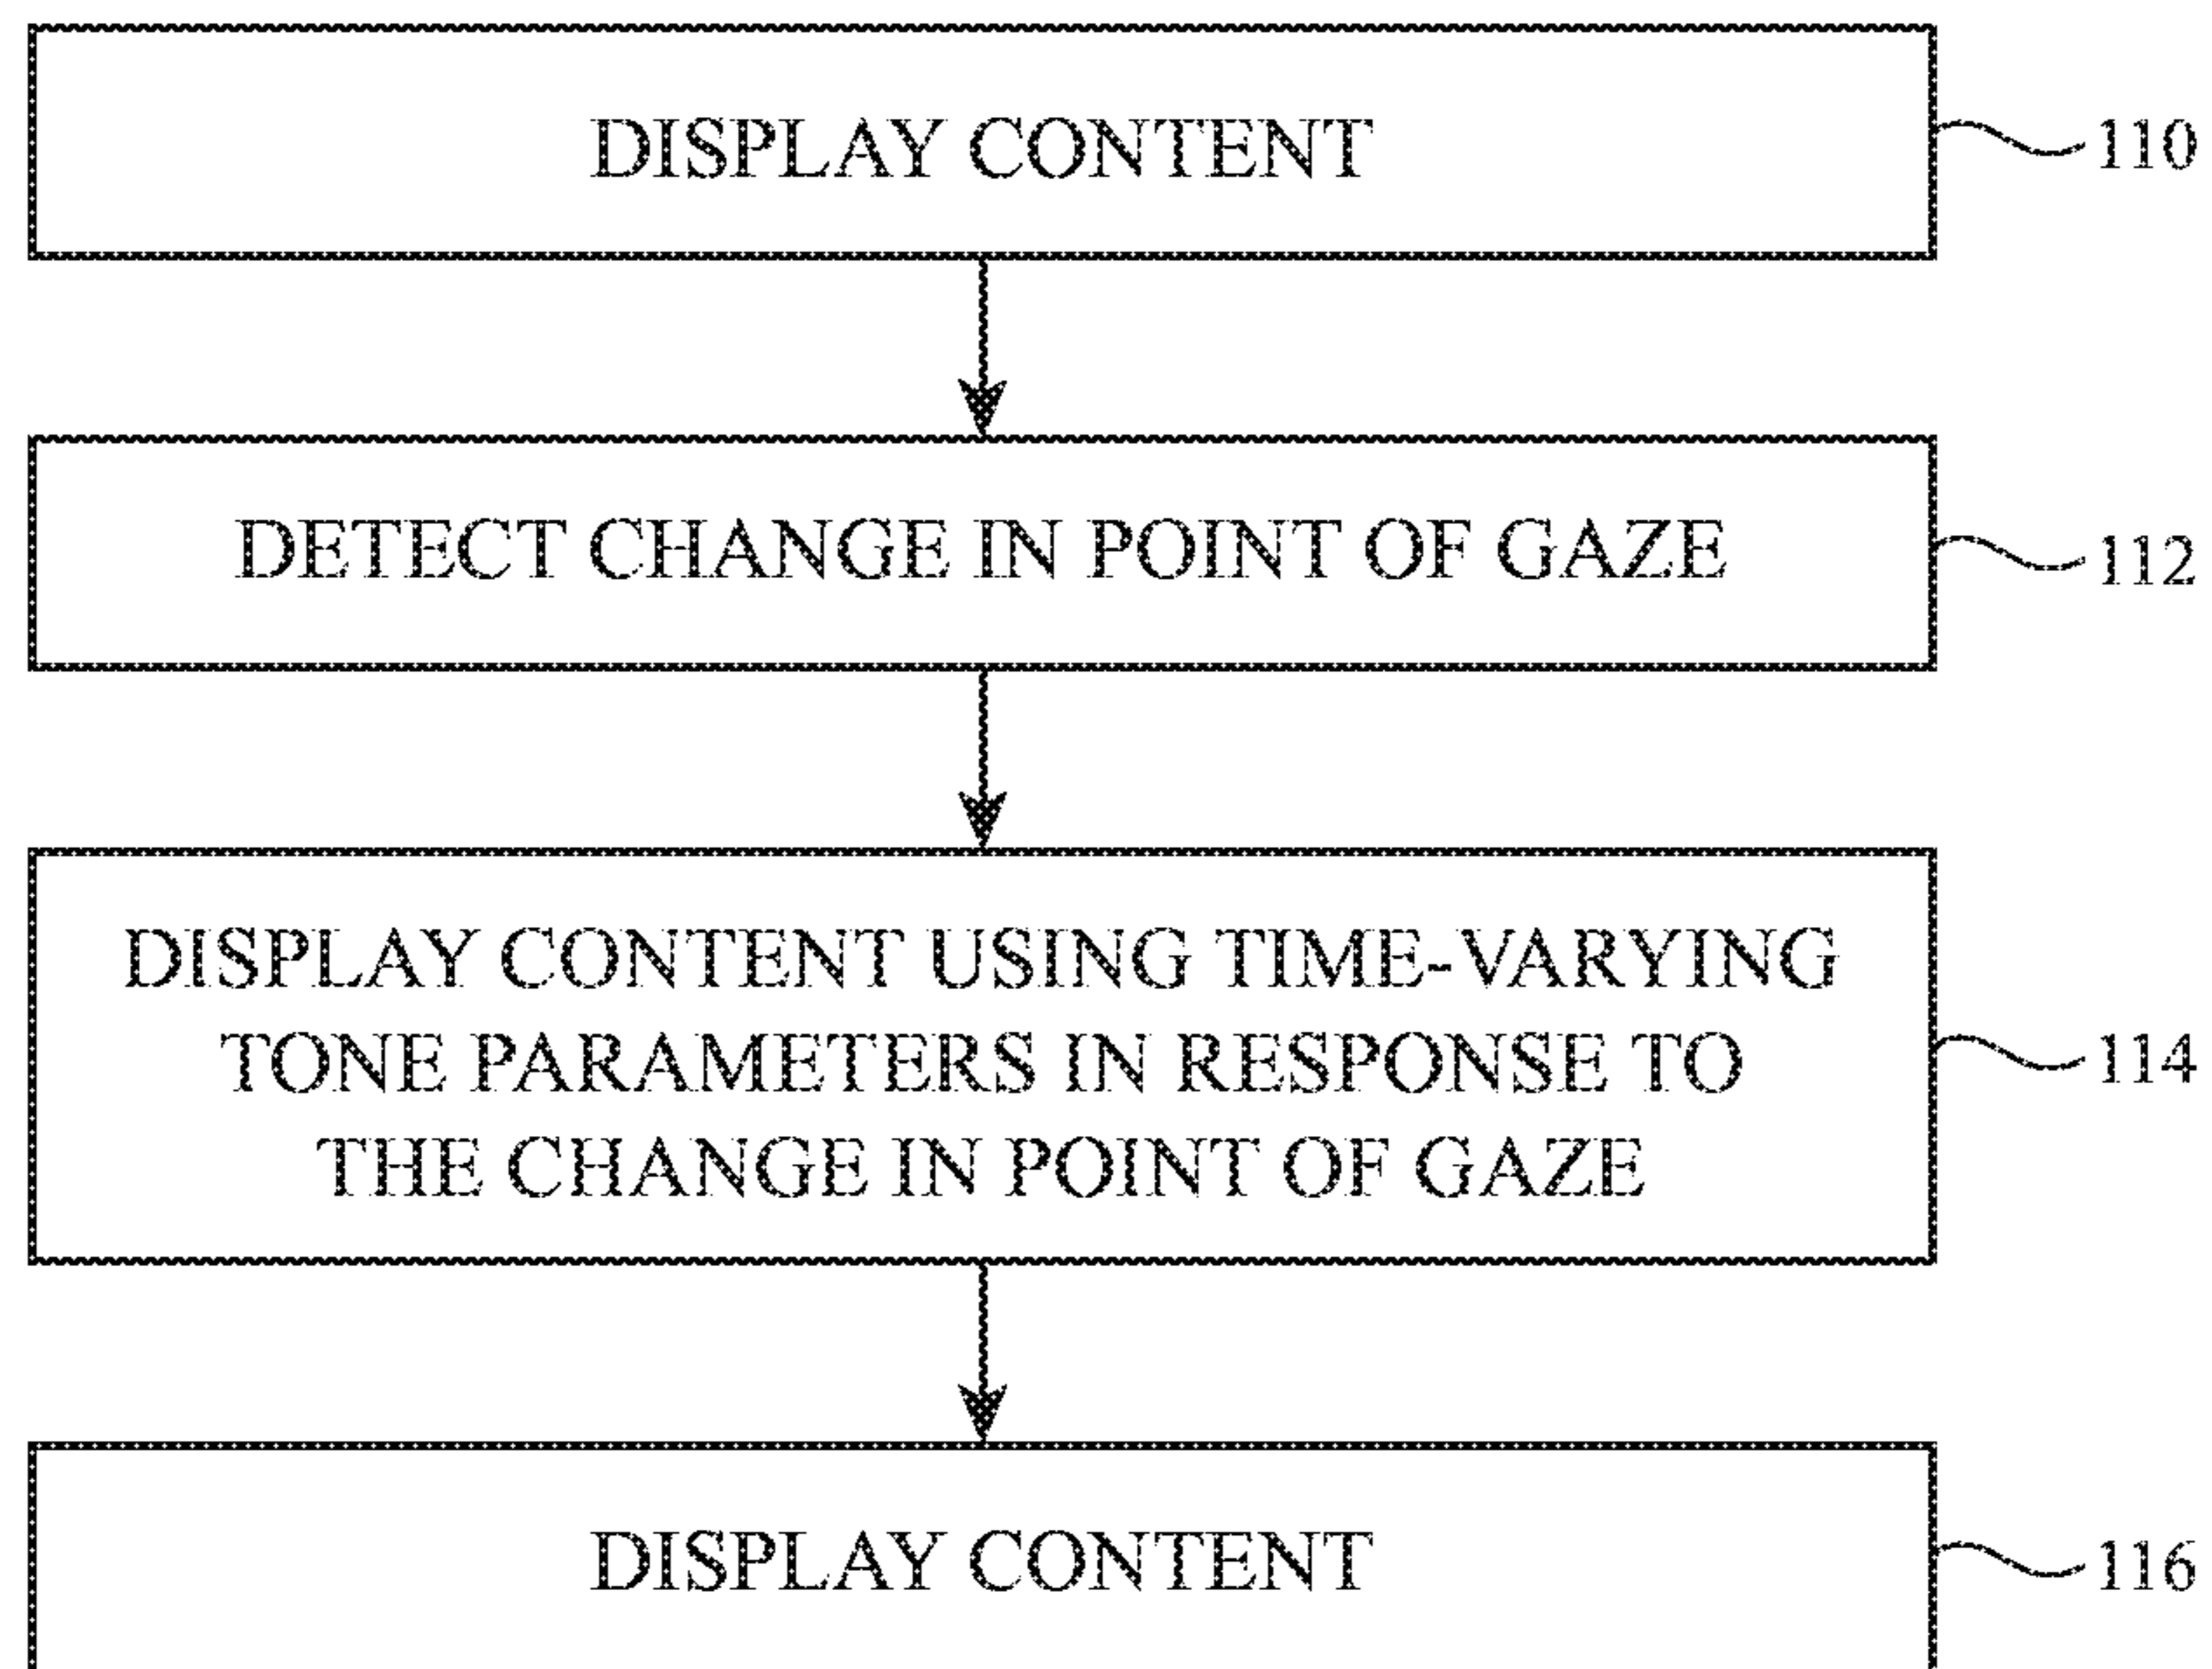 DISPLAY CONTENT
110
DETECT CHANGE IN POINT OF GAZE
112
DISPLAY CONTENT USING TIME-VARYING
TONE PARAMETERS IN RESPONSE TO
THE CHANGE IN POINT OF GAZE
114
DISPLAY CONTENT
116